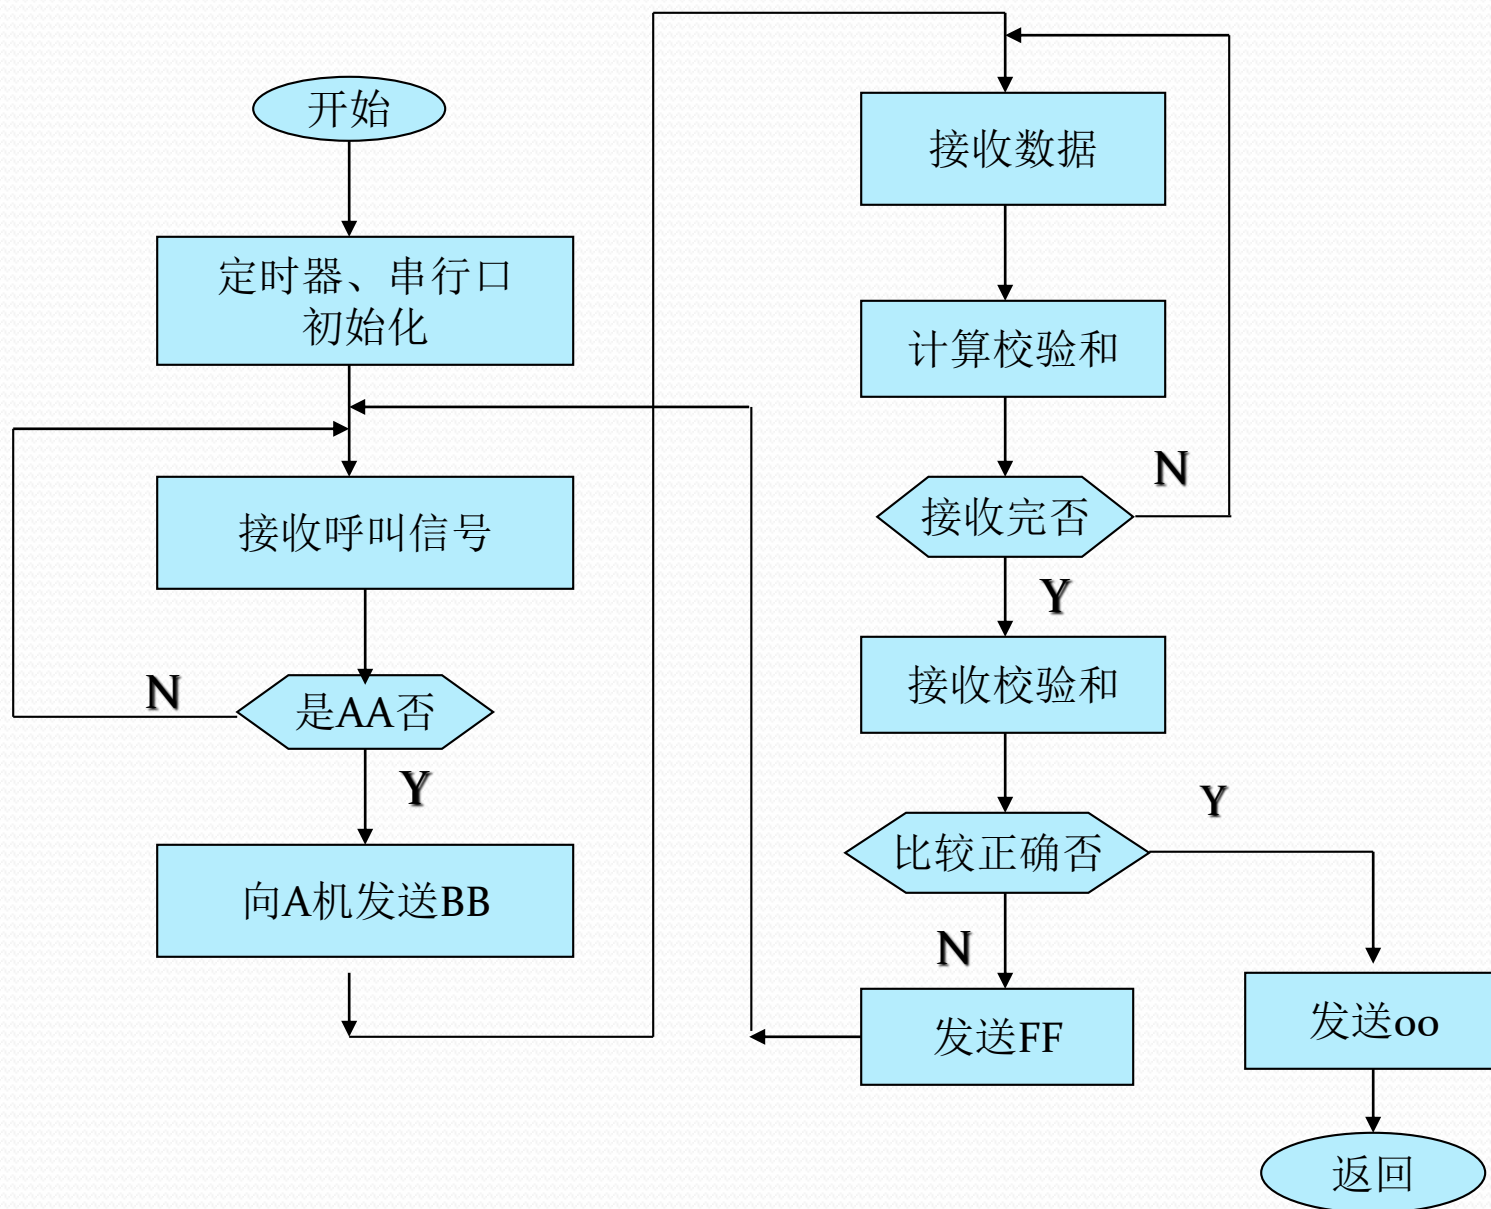 开始
定时器、串行口
初始化
接收呼叫信号
是AA否
N
Y
向A机发送BB
接收数据
计算校验和
接收完否
N
Y
接收校验和
比较正确否
Y
N
发送FF
发送00
返回